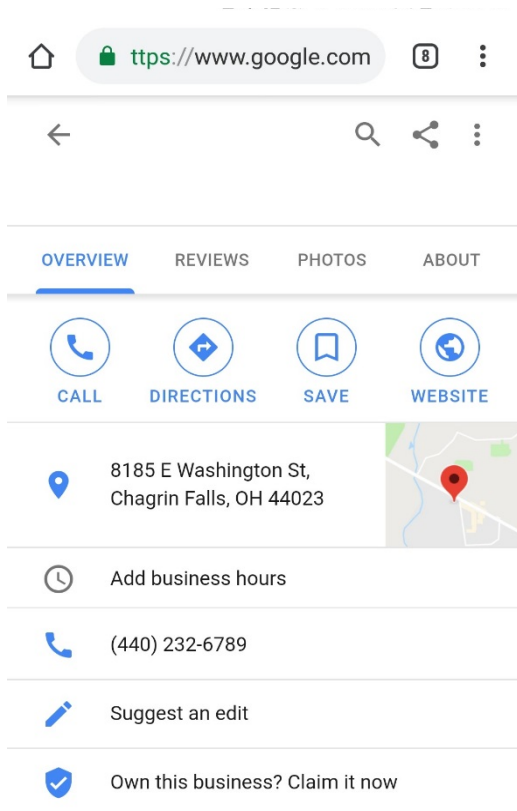 ttps://www.google.com
8
OVERVIEW
REVIEWS
PHOTOS
ABOUT
CALL
DIRECTIONS
SAVE
WEBSITE
8185 E Washington St,
Chagrin Falls, OH 44023
Add business hours
(440) 232-6789
Suggest an edit
Own this business? Claim it now